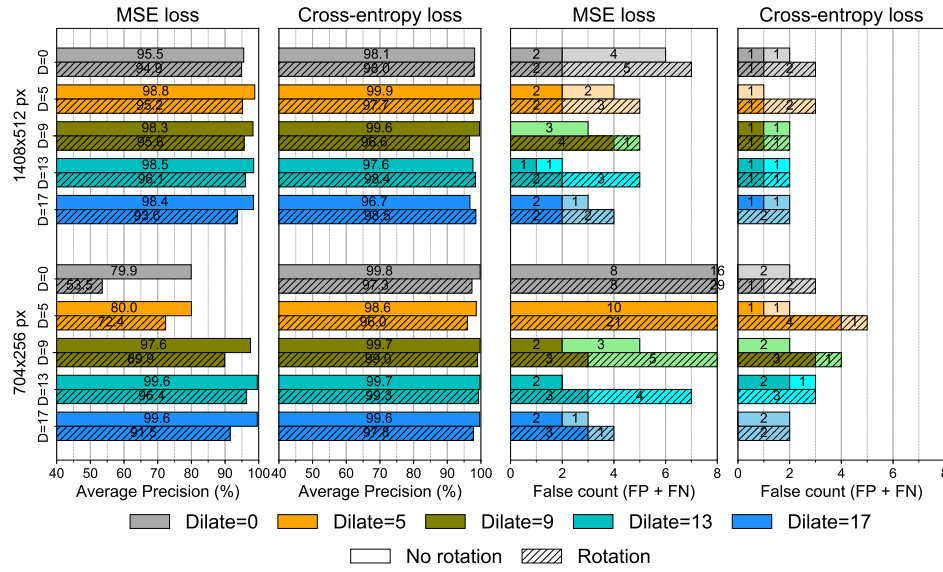 MSE loss Cross-entropy loss MSE loss Cross-entropy loss
1408x512 px
D=0 95.5 98.1 2 4 1 1
94.9 98.0 2 5 1 2
D=5 98.8 99.9 2 2 1
95.2 97.7 2 3 1 2
D=9 98.3 99.6 3 1 1
95.6 96.6 4 1 1 1
D=13 98.5 97.6 1 1 1 1
96.1 98.4 2 3 1 1
D=17 98.4 96.7 2 1 1 1
93.6 98.5 2 2 2
704x256 px
D=0 79.9 99.8 8 16 2
53.5 97.3 8 29 1 2
D=5 80.0 98.6 10 1 1
72.4 96.0 21 4 1
D=9 97.6 99.7 2 3 2
89.9 99.0 3 5 3 1
D=13 99.6 99.7 2 2 1
96.4 99.3 3 4 3
D=17 99.6 99.6 2 1 2
91.5 97.8 3 1 2
40 50 60 70 80 90 100 40 50 60 70 80 90 100 0 2 4 6 8 0 2 4 6 8
Average Precision (%) Average Precision (%) False count (FP + FN) False count (FP + FN)
Dilate=0 Dilate=5 Dilate=9 Dilate=13 Dilate=17
No rotation Rotation